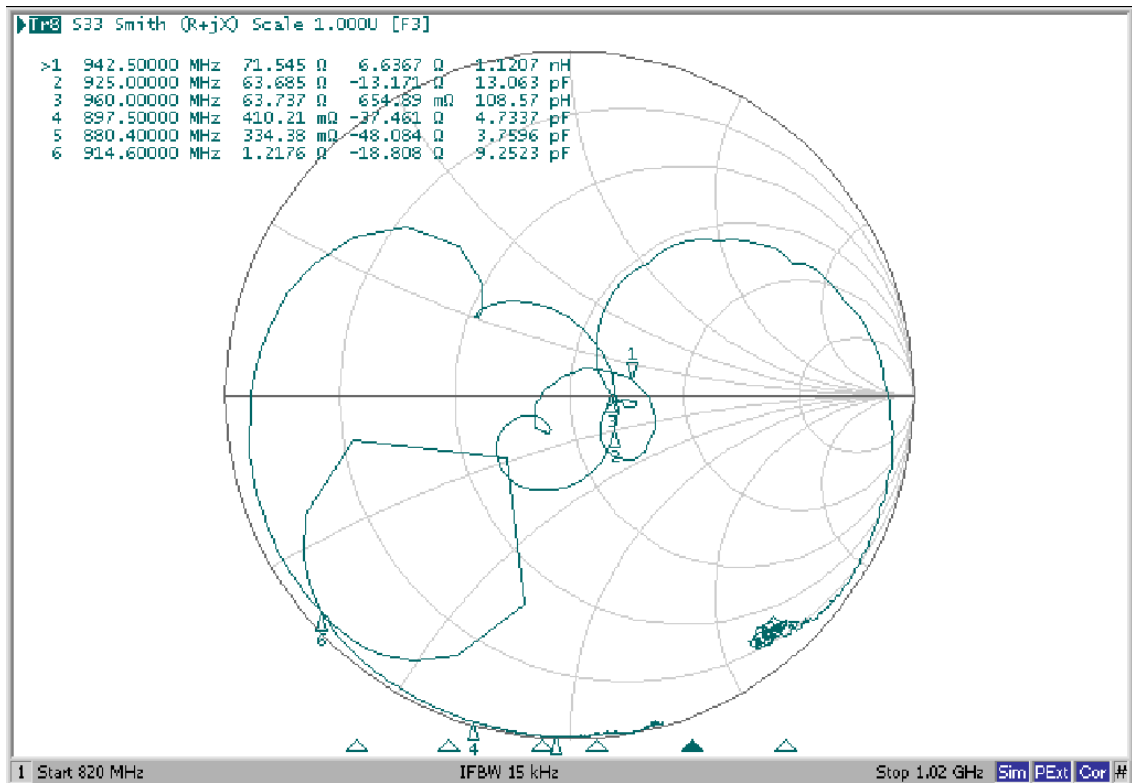 Tr8 S33 Smith (R+jX) Scale 1.000U [F3]
>1 942.50000 MHz 71.545 Ω 6.6367 Ω 1.1207 nH
2 925.00000 MHz 63.685 Ω -13.171 Ω 13.063 pF
3 960.00000 MHz 63.737 Ω 654.89 mΩ 108.57 pH
4 897.50000 MHz 410.21 mΩ -37.461 Ω 4.7337 pF
5 880.40000 MHz 334.38 mΩ -48.084 Ω 3.7596 pF
6 914.60000 MHz 1.2176 Ω -18.808 Ω 9.2523 pF
1
3
2
6
4
1 Start 820 MHz IFBW 15 kHz Stop 1.02 GHz Sim PExt Cor #